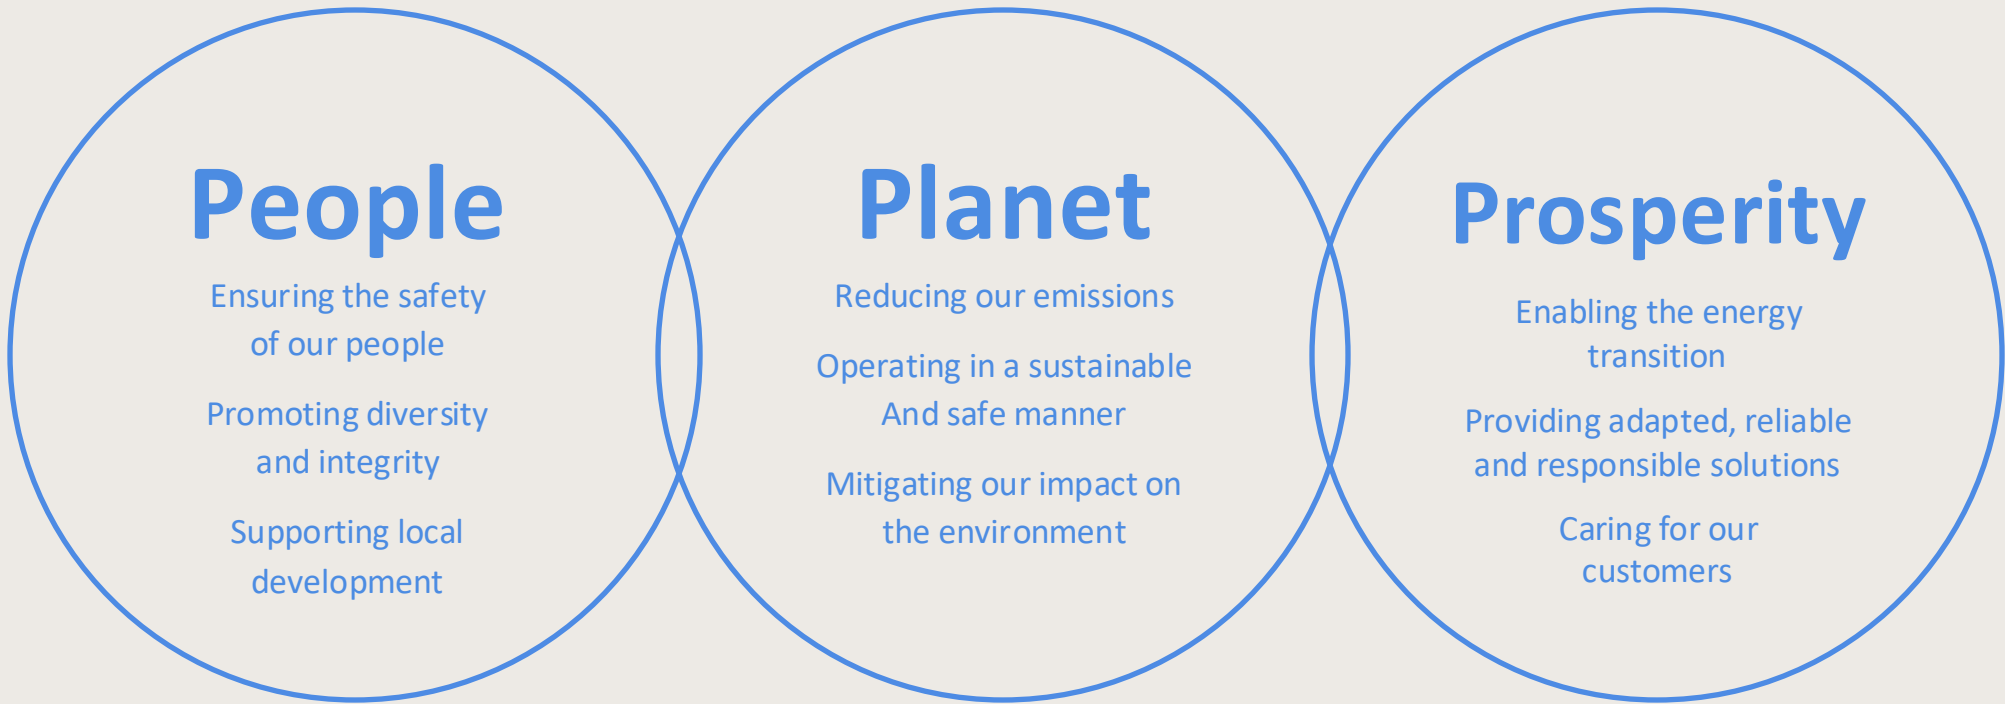 People
Ensuring the safety
of our people
Promoting diversity
and integrity
Supporting local
development
Planet
Reducing our emissions
Operating in a sustainable
And safe manner
Mitigating our impact on
the environment
Prosperity
Enabling the energy
transition
Providing adapted, reliable
and responsible solutions
Caring for our
customers